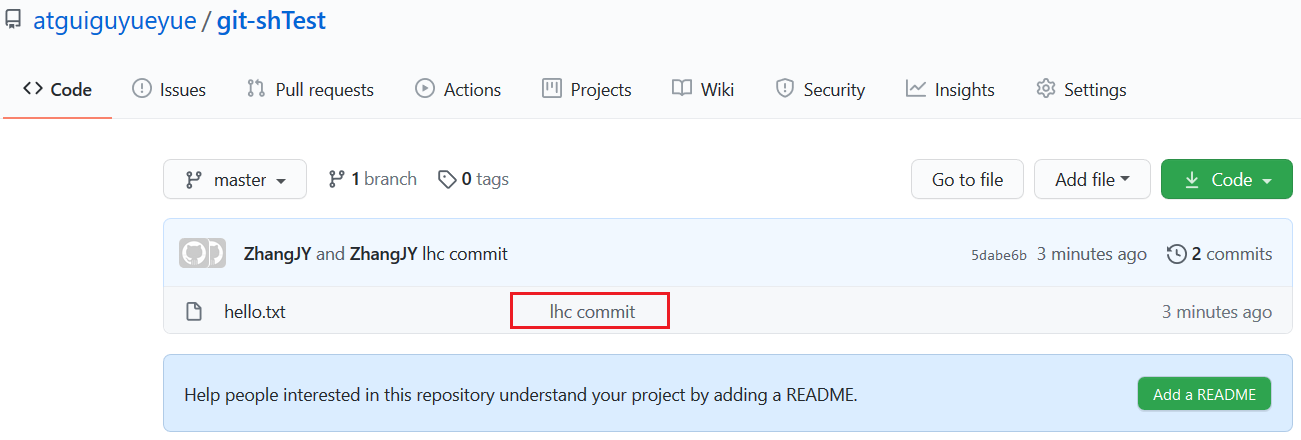 atguiguyueyue / git-shTest
Code Issues Pull requests Actions Projects Wiki Security Insights Settings
master 1 branch 0 tags Go to file Add file Code
ZhangJY and ZhangJY lhc commit 5dabe6b 3 minutes ago 2 commits
hello.txt lhc commit 3 minutes ago
Help people interested in this repository understand your project by adding a README. Add a README